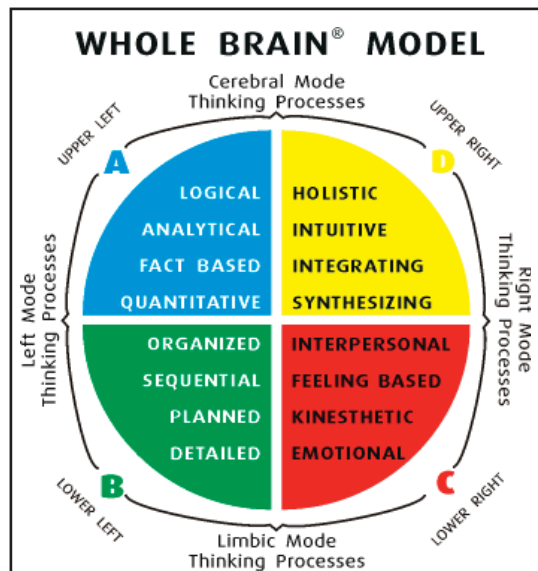 WHOLE BRAIN® MODEL
Cerebral Mode
Thinking Processes
UPPER LEFT
UPPER RIGHT
A
D
LOGICAL
ANALYTICAL
FACT BASED
QUANTITATIVE
HOLISTIC
INTUITIVE
INTEGRATING
SYNTHESIZING
Left Mode
Thinking Processes
Right Mode
Thinking Processes
ORGANIZED
SEQUENTIAL
PLANNED
DETAILED
INTERPERSONAL
FEELING BASED
KINESTHETIC
EMOTIONAL
B
C
LOWER LEFT
LOWER RIGHT
Limbic Mode
Thinking Processes